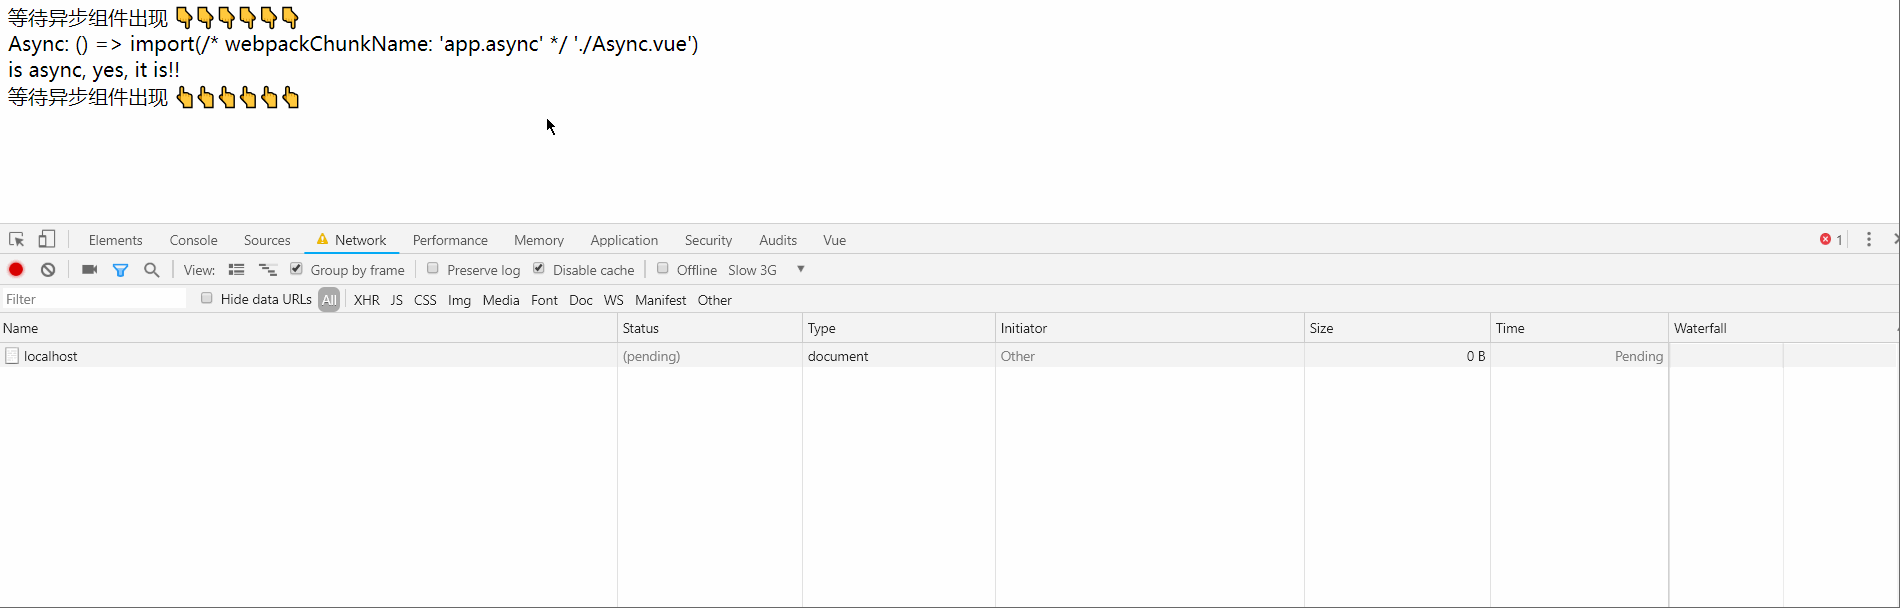 等待异步组件出现 👇👇👇👇👇👇
Async: () => import(/* webpackChunkName: 'app.async' */ './Async.vue')
is async, yes, it is!!
等待异步组件出现 👆👆👆👆👆👆
Elements Console Sources Network Performance Memory Application Security Audits Vue 1
View: Group by frame Preserve log Disable cache Offline Slow 3G
Filter Hide data URLs All XHR JS CSS Img Media Font Doc WS Manifest Other
Name Status Type Initiator Size Time Waterfall
localhost (pending) document Other 0 B Pending